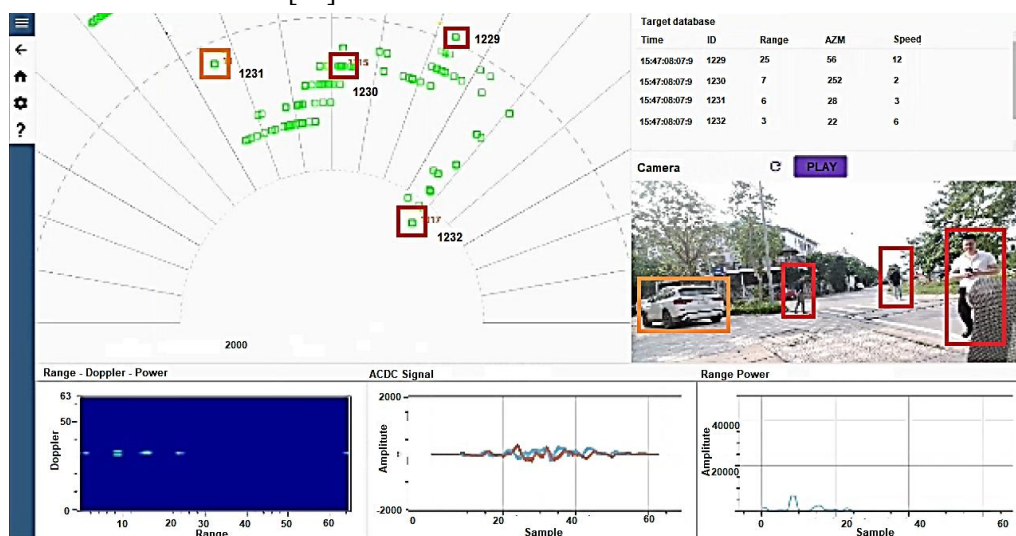 Target database
Time ID Range AZM Speed
15:47:08:07:9 1229 25 56 12
15:47:08:07:9 1230 7 252 2
15:47:08:07:9 1231 6 28 3
15:47:08:07:9 1232 3 22 6
1229
1231
1230
1232
2000
?
Camera PLAY
Range - Doppler - Power
63
50
0
Doppler
10 20 30 40 50 60
Range
ACDC Signal
2000
-2000
Amplitute
0 20 40 60
Sample
Range Power
40000
20000
Amplitute
0 20 40 60
Sample